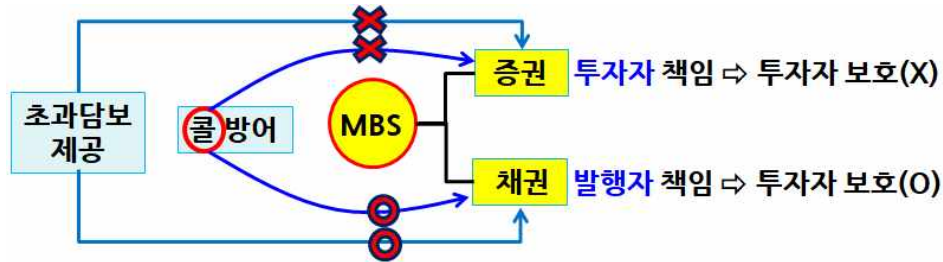 초과담보
제공
콜 방어
MBS
증권 투자자 책임 ⇨ 투자자 보호(X)
채권 발행자 책임 ⇨ 투자자 보호(O)